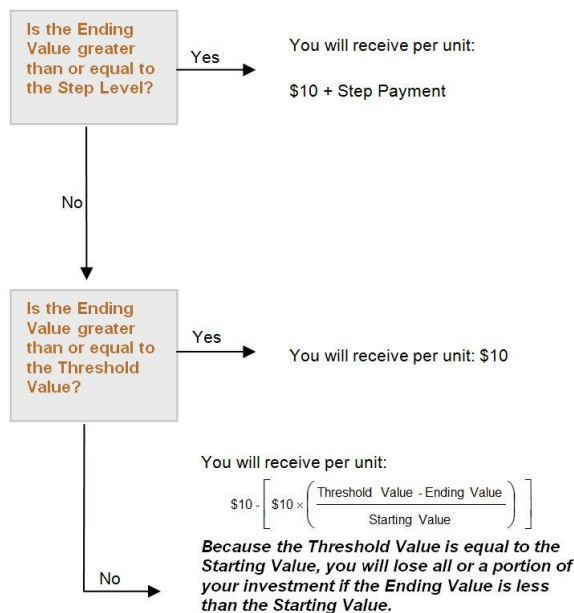 Is the Ending
Value greater
than or equal to
the Step Level?
Yes
You will receive per unit:
$10 + Step Payment
No
Is the Ending
Value greater
than or equal to
the Threshold
Value?
Yes
You will receive per unit: $10
You will receive per unit:
$10 - [ $10 × ( Threshold Value - Ending Value
Starting Value ) ]
Because the Threshold Value is equal to the
Starting Value, you will lose all or a portion of
your investment if the Ending Value is less
than the Starting Value.
No